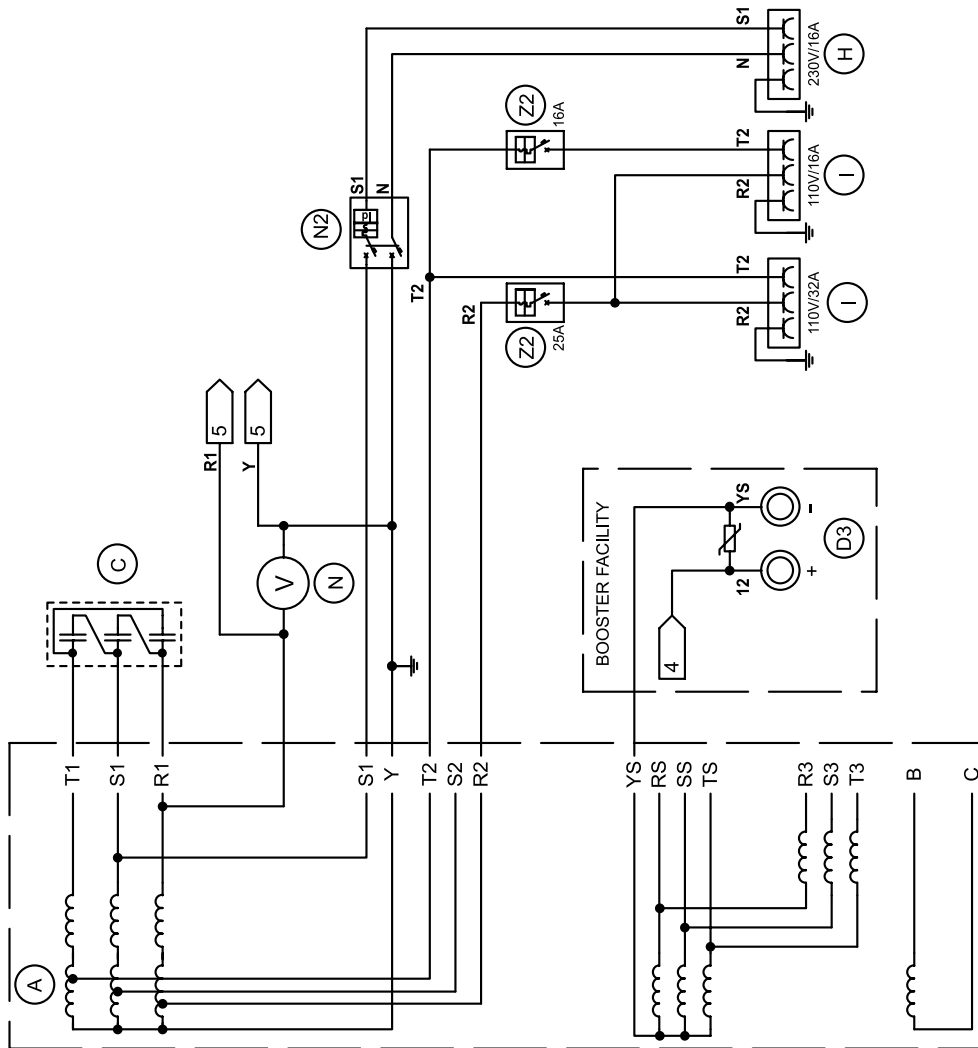 S1
N
230V/16A
H
Z2
16A
T2
R2
110V/16A
I
N2
S1
N
pI
T2
R2
Z2
25A
T2
R2
110V/32A
I
R1
5
Y
5
C
V
N
BOOSTER FACILITY
YS
12
-
+
D3
4
T1
S1
R1
S1
Y
T2
S2
R2
YS
RS
SS
TS
R3
S3
T3
B
C
A